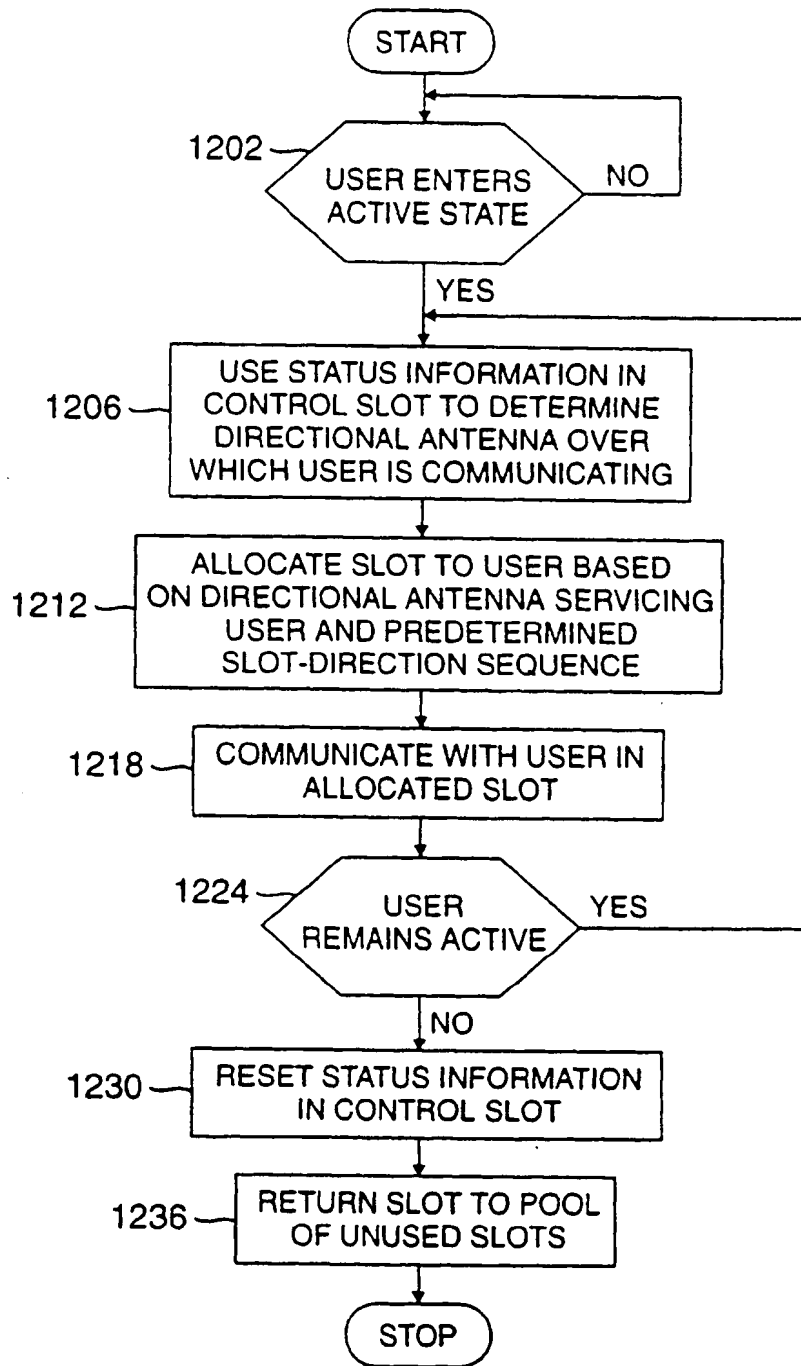 START
1202
USER ENTERS
ACTIVE STATE
NO
YES
1206
USE STATUS INFORMATION IN
CONTROL SLOT TO DETERMINE
DIRECTIONAL ANTENNA OVER
WHICH USER IS COMMUNICATING
1212
ALLOCATE SLOT TO USER BASED
ON DIRECTIONAL ANTENNA SERVICING
USER AND PREDETERMINED
SLOT-DIRECTION SEQUENCE
1218
COMMUNICATE WITH USER IN
ALLOCATED SLOT
1224
USER
REMAINS ACTIVE
YES
NO
1230
RESET STATUS INFORMATION
IN CONTROL SLOT
1236
RETURN SLOT TO POOL
OF UNUSED SLOTS
STOP